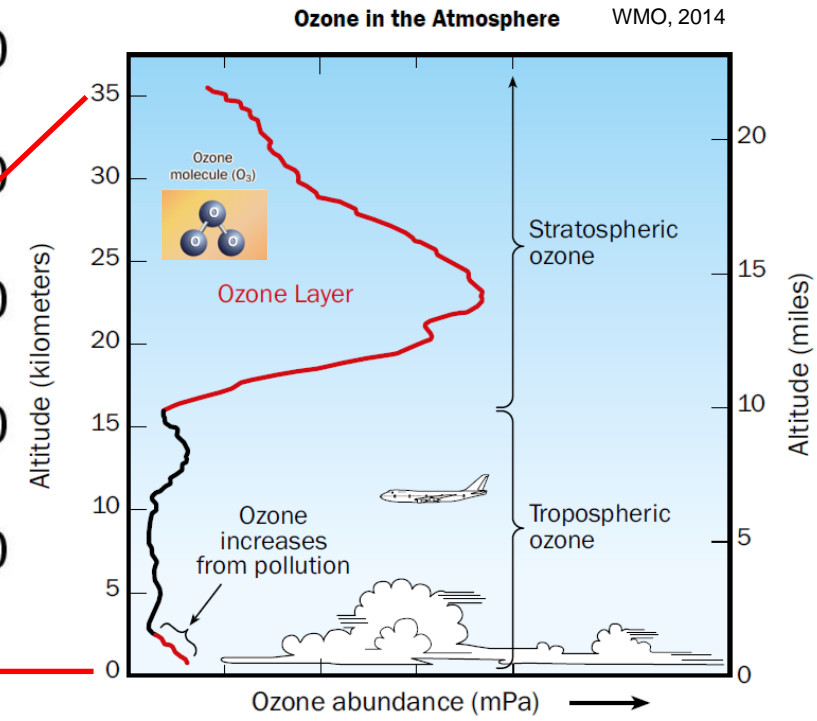 Ozone in the Atmosphere
WMO, 2014
35
30
25
20
15
10
5
0
Altitude (kilometers)
Ozone
molecule (O₃)
O
O
O
Ozone Layer
Stratospheric
ozone
Tropospheric
ozone
Ozone
increases
from pollution
20
15
10
5
0
Altitude (miles)
Ozone abundance (mPa)